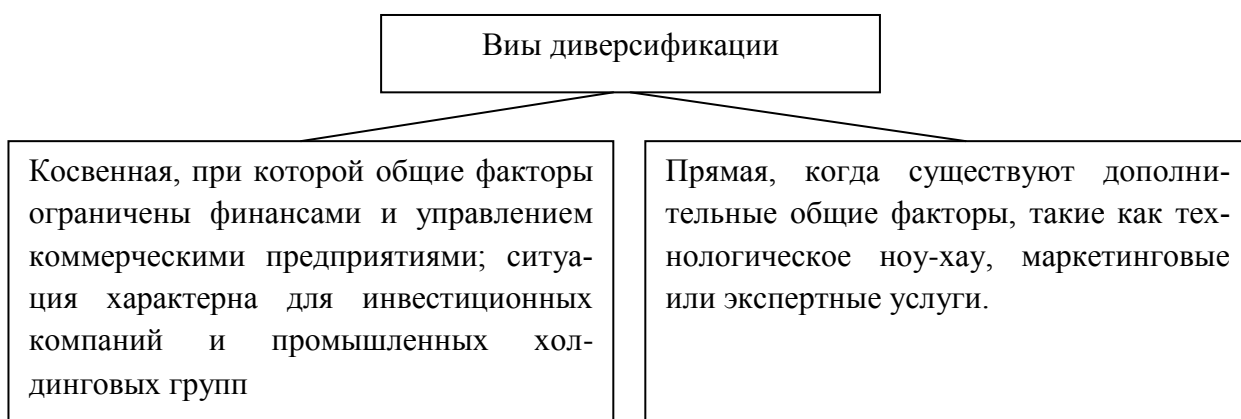 Виы диверсификации
Косвенная, при которой общие факторы
ограничены финансами и управлением
коммерческими предприятиями; ситуа-
ция характерна для инвестиционных
компаний и промышленных хол-
динговых групп
Прямая, когда существуют дополни-
тельные общие факторы, такие как тех-
нологическое ноу-хау, маркетинговые
или экспертные услуги.